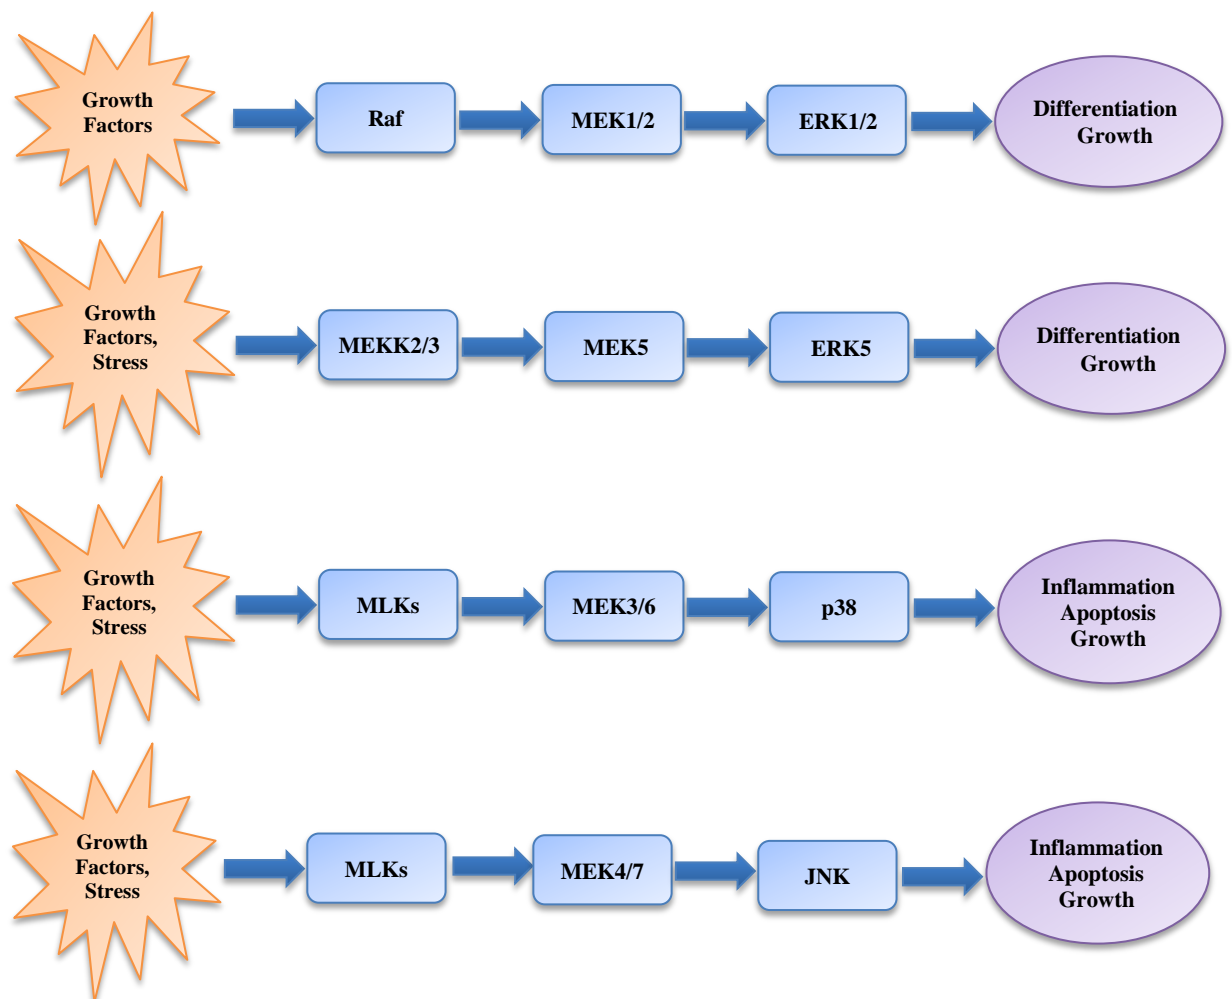 Growth
Factors
Raf
MEK1/2
ERK1/2
Differentiation
Growth
Growth
Factors,
Stress
MEKK2/3
MEK5
ERK5
Differentiation
Growth
Growth
Factors,
Stress
MLKs
MEK3/6
p38
Inflammation
Apoptosis
Growth
Growth
Factors,
Stress
MLKs
MEK4/7
JNK
Inflammation
Apoptosis
Growth